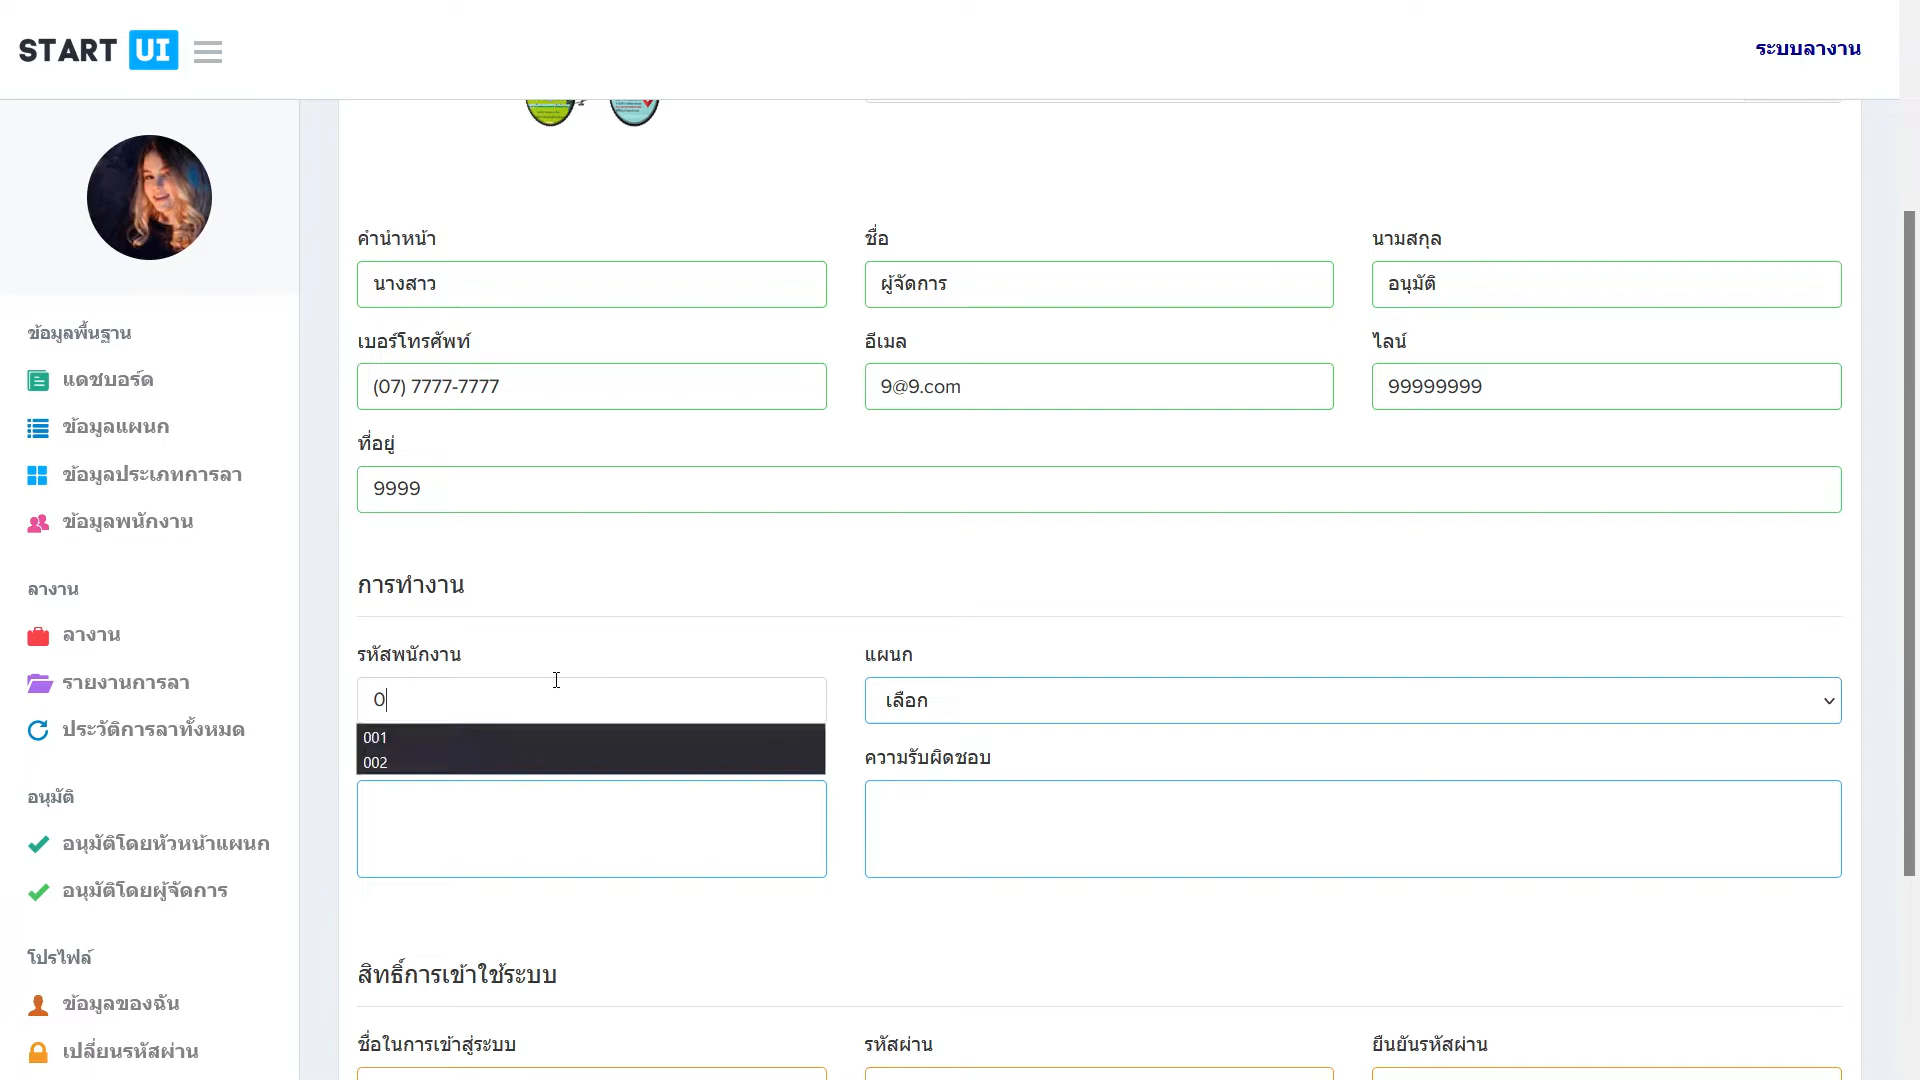 START UI
ระบบลางาน
ข้อมูลพื้นฐาน
แดชบอร์ด
ข้อมูลแผนก
ข้อมูลประเภทการลา
ข้อมูลพนักงาน
ลางาน
ลางาน
รายงานการลา
ประวัติการลาทั้งหมด
อนุมัติ
อนุมัติโดยหัวหน้าแผนก
อนุมัติโดยผู้จัดการ
โปรไฟล์
ข้อมูลของฉัน
เปลี่ยนรหัสผ่าน
คำนำหน้า
ชื่อ
นามสกุล
นางสาว
ผู้จัดการ
อนุมัติ
เบอร์โทรศัพท์
อีเมล
ไลน์
(07) 7777-7777
9@9.com
99999999
ที่อยู่
9999
การทำงาน
รหัสพนักงาน
แผนก
0
เลือก
001
002
ความรับผิดชอบ
สิทธิ์การเข้าใช้ระบบ
ชื่อในการเข้าสู่ระบบ
รหัสผ่าน
ยืนยันรหัสผ่าน